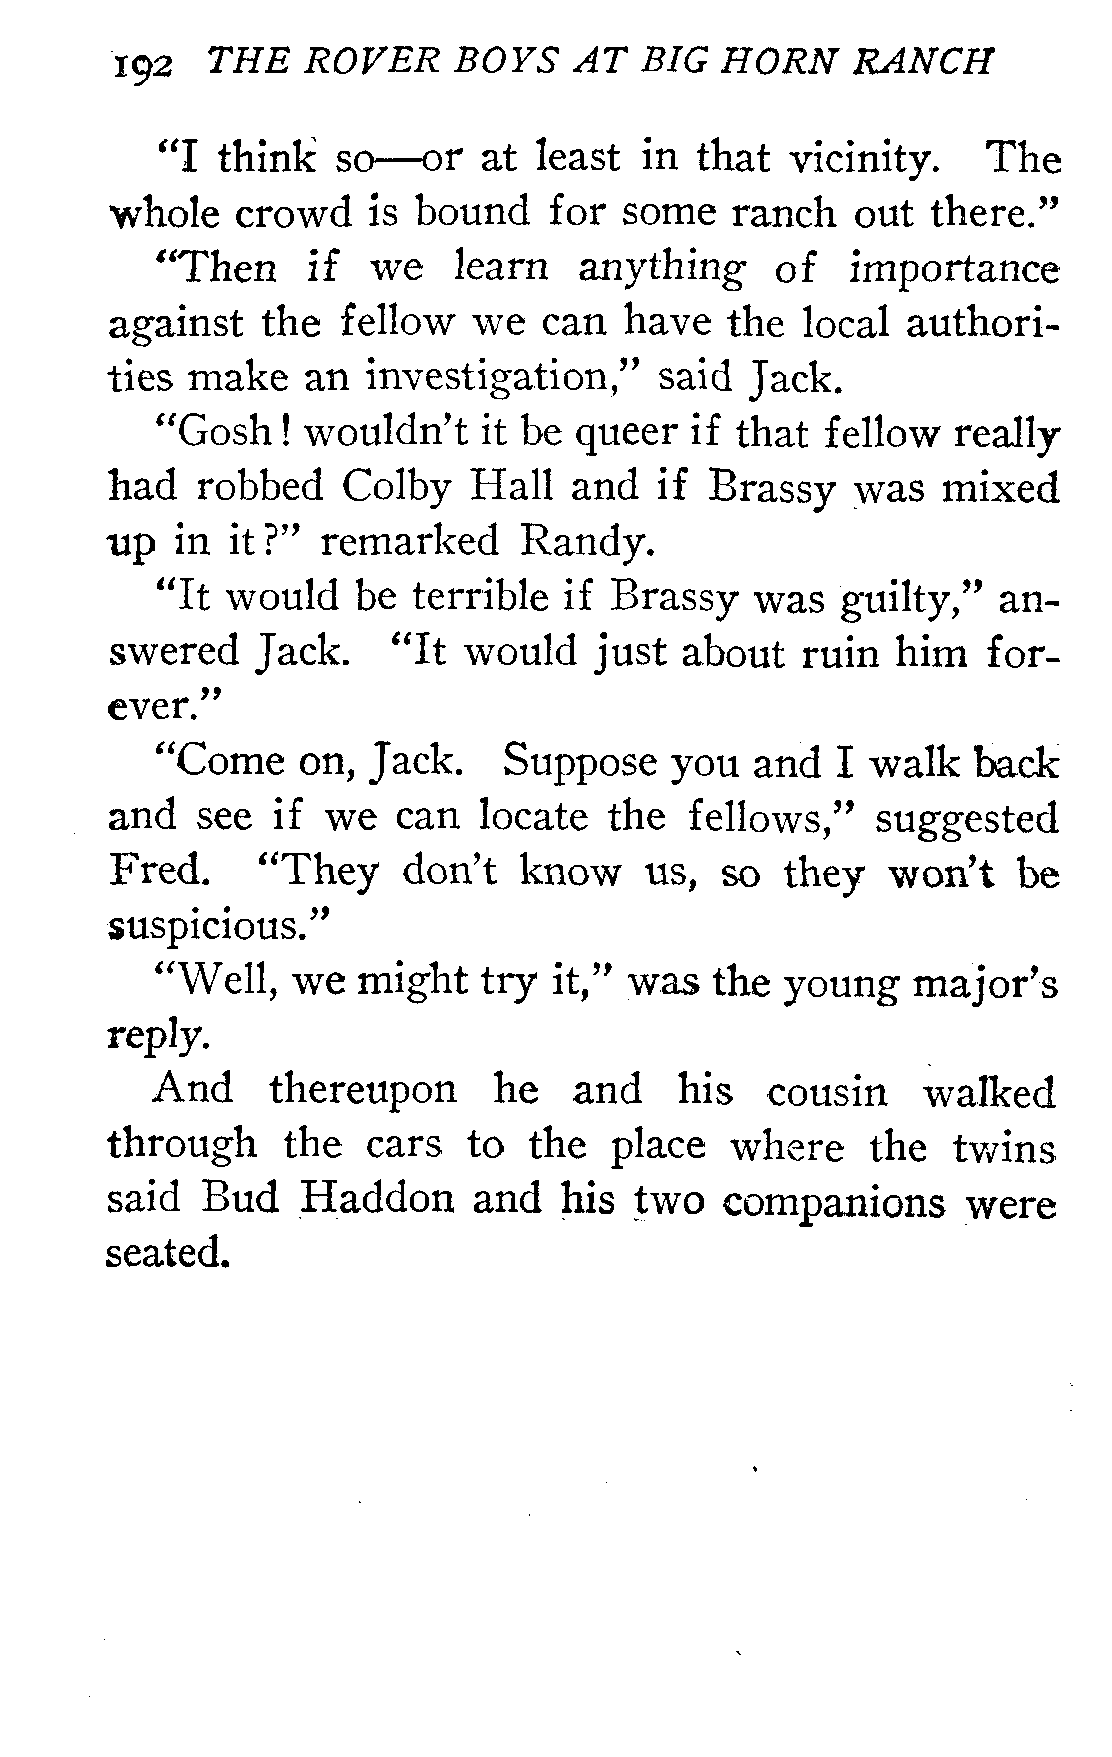 192 THE ROVER BOYS AT BIG HORN RANCH
“I think so—or at least in that vicinity. The
whole crowd is bound for some ranch out there.”
“Then if we learn anything of importance
against the fellow we can have the local authori-
ties make an investigation,” said Jack.
“Gosh! wouldn’t it be queer if that fellow really
had robbed Colby Hall and if Brassy was mixed
up in it?” remarked Randy.
“It would be terrible if Brassy was guilty,” an-
swered Jack. “It would just about ruin him for-
ever.”
“Come on, Jack. Suppose you and I walk back
and see if we can locate the fellows,” suggested
Fred. “They don’t know us, so they won’t be
suspicious.”
“Well, we might try it,” was the young major’s
reply.
And thereupon he and his cousin walked
through the cars to the place where the twins
said Bud Haddon and his two companions were
seated.